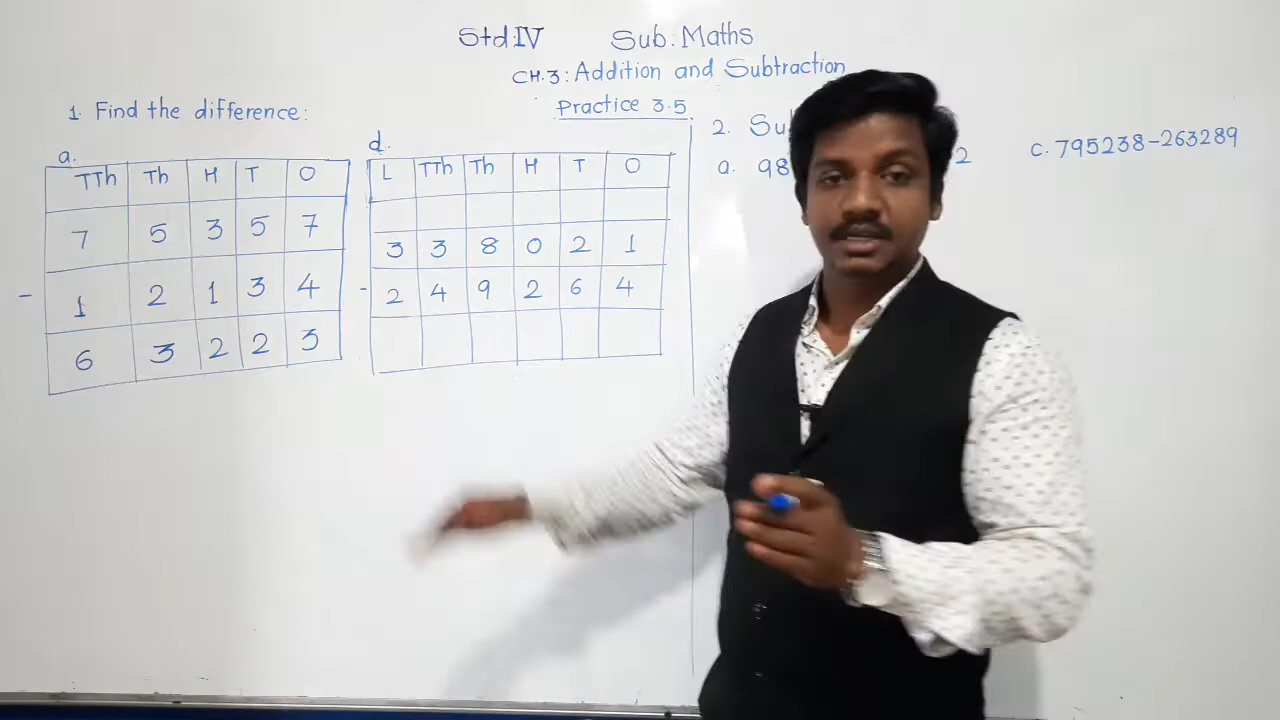 Std:IV Sub. Maths
CH.3: Addition and Subtraction
Practice 3.5
1. Find the difference:
a.
TTh Th H T O
7 5 3 5 7
- 1 2 1 3 4
6 3 2 2 3
d.
L TTh Th H T O
3 3 8 0 2 1
- 2 4 9 2 6 4
2.
a. 98
2
c. 795238-263289